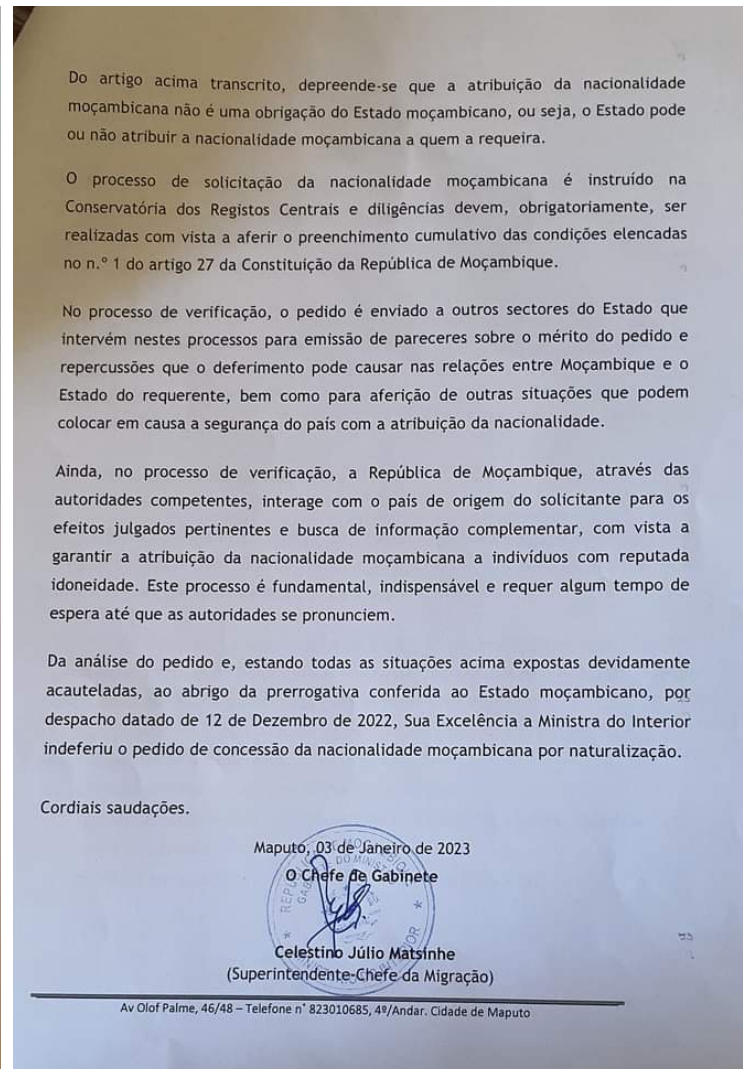 Do artigo acima transcrito, depreende-se que a atribuição da nacionalidade
moçambicana não é uma obrigação do Estado moçambicano, ou seja, o Estado pode
ou não atribuir a nacionalidade moçambicana a quem a requeira.
O processo de solicitação da nacionalidade moçambicana é instruído na
Conservatória dos Registos Centrais e diligências devem, obrigatoriamente, ser
realizadas com vista a aferir o preenchimento cumulativo das condições elencadas
no n.º 1 do artigo 27 da Constituição da República de Moçambique.
No processo de verificação, o pedido é enviado a outros sectores do Estado que
intervém nestes processos para emissão de pareceres sobre o mérito do pedido e
repercussões que o deferimento pode causar nas relações entre Moçambique e o
Estado do requerente, bem como para aferição de outras situações que podem
colocar em causa a segurança do país com a atribuição da nacionalidade.
Ainda, no processo de verificação, a República de Moçambique, através das
autoridades competentes, interage com o país de origem do solicitante para os
efeitos julgados pertinentes e busca de informação complementar, com vista a
garantir a atribuição da nacionalidade moçambicana a indivíduos com reputada
idoneidade. Este processo é fundamental, indispensável e requer algum tempo de
espera até que as autoridades se pronunciem.
Da análise do pedido e, estando todas as situações acima expostas devidamente
acauteladas, ao abrigo da prerrogativa conferida ao Estado moçambicano, por
despacho datado de 12 de Dezembro de 2022, Sua Excelência a Ministra do Interior
indeferiu o pedido de concessão da nacionalidade moçambicana por naturalização.
Cordiais saudações.
Maputo, 03 de Janeiro de 2023
O Chefe de Gabinete
Celestino Júlio Matsinhe
(Superintendente-Chefe da Migração)
Av Olof Palme, 46/48 – Telefone n° 823010685, 4º/Andar. Cidade de Maputo